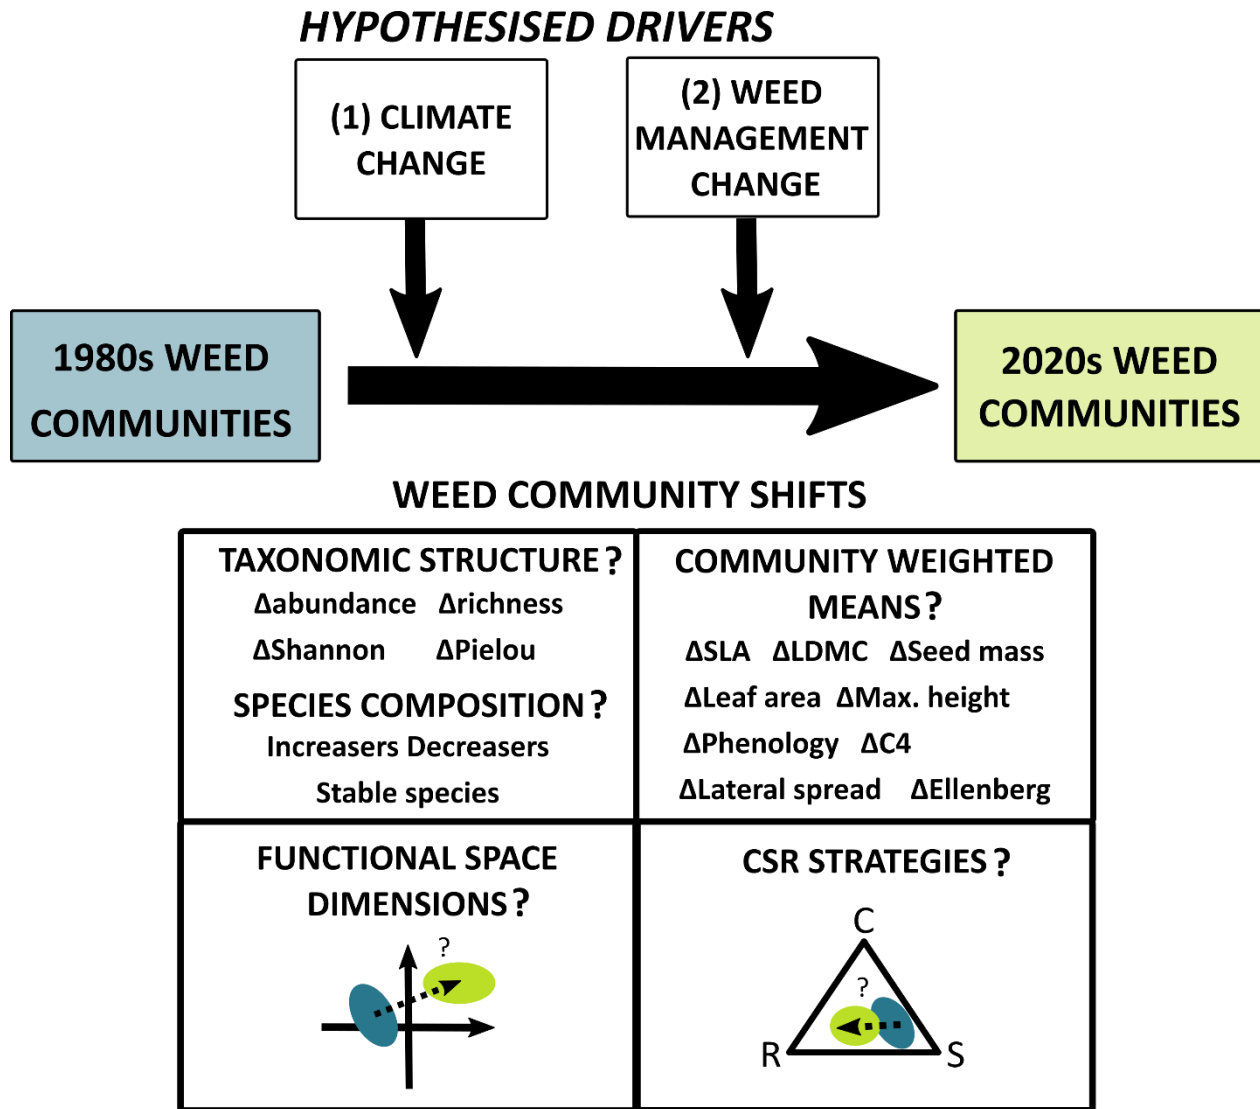 HYPOTHESISED DRIVERS
(1) CLIMATE
CHANGE
(2) WEED
MANAGEMENT
CHANGE
1980s WEED
COMMUNITIES
2020s WEED
COMMUNITIES
WEED COMMUNITY SHIFTS
TAXONOMIC STRUCTURE?
Δabundance Δrichness
ΔShannon ΔPielou
SPECIES COMPOSITION?
Increasers Decreasers
Stable species
COMMUNITY WEIGHTED
MEANS?
ΔSLA ΔLDMC ΔSeed mass
ΔLeaf area ΔMax. height
ΔPhenology ΔC4
ΔLateral spread ΔEllenberg
FUNCTIONAL SPACE
DIMENSIONS?
?
CSR STRATEGIES?
C
?
R S